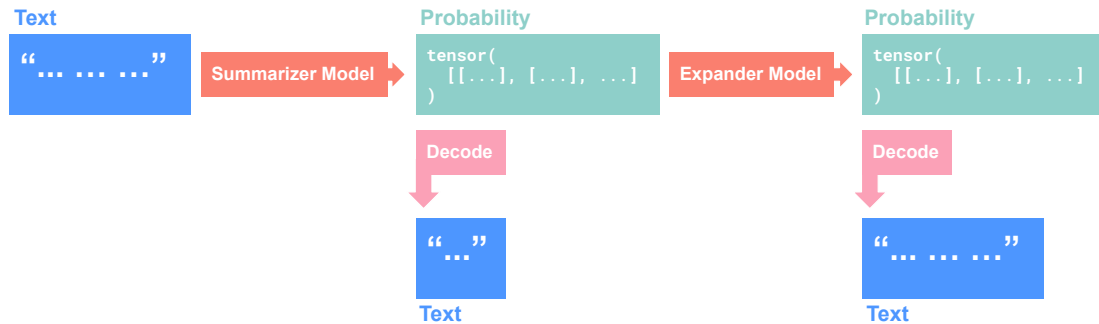 Text
“... ... ...”
Summarizer Model
Probability
tensor(
[[...], [...], ...]
)
Expander Model
Probability
tensor(
[[...], [...], ...]
)
Decode
“...”
Text
Decode
“... ... ...”
Text